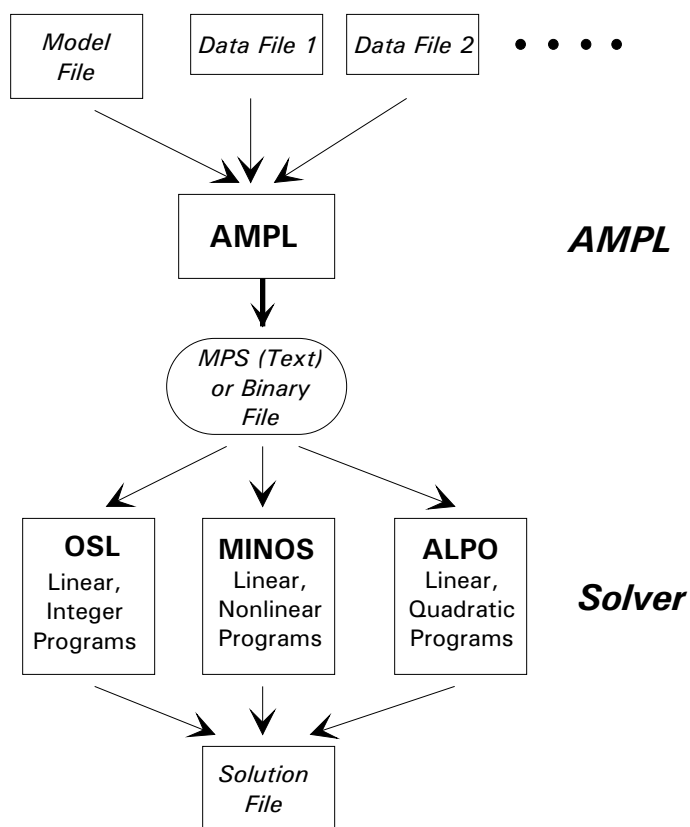 Model
File
Data File 1
Data File 2
AMPL
AMPL
MPS (Text)
or Binary
File
OSL
Linear,
Integer
Programs
MINOS
Linear,
Nonlinear
Programs
ALPO
Linear,
Quadratic
Programs
Solver
Solution
File